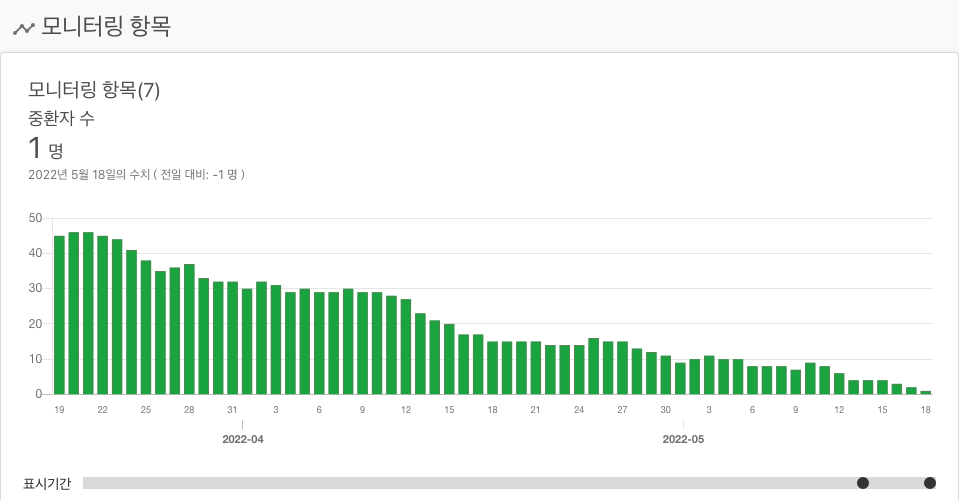 모니터링 항목
모니터링 항목(7)
중환자 수
1 명
2022년 5월 18일의 수치 ( 전일 대비: -1 명 )
50
40
30
20
10
0
19 22 25 28 31 3 6 9 12 15 18 21 24 27 30 3 6 9 12 15 18
2022-04 2022-05
표시기간